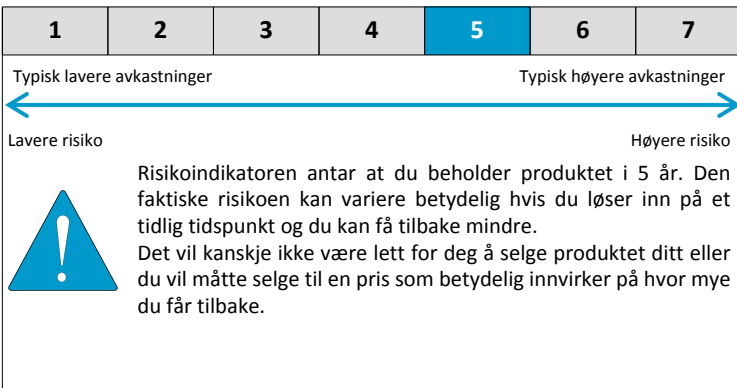 1 2 3 4 5 6 7
Typisk lavere avkastninger Typisk høyere avkastninger
Lavere risiko Høyere risiko
Risikoindikatoren antar at du beholder produktet i 5 år. Den
faktiske risikoen kan variere betydelig hvis du løser inn på et
tidlig tidspunkt og du kan få tilbake mindre.
Det vil kanskje ikke være lett for deg å selge produktet ditt eller
du vil måtte selge til en pris som betydelig innvirker på hvor mye
du får tilbake.